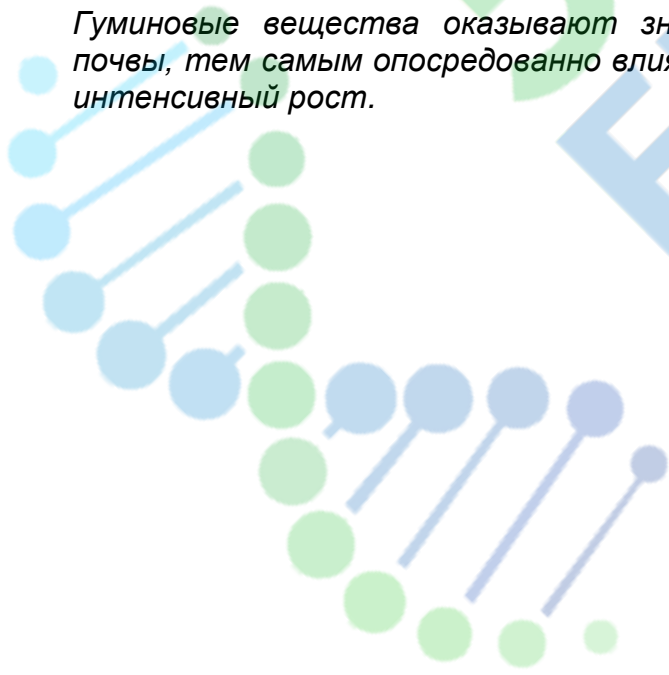 Гуминовые вещества оказывают
почвы, тем самым опосредованно
интенсивный рост.